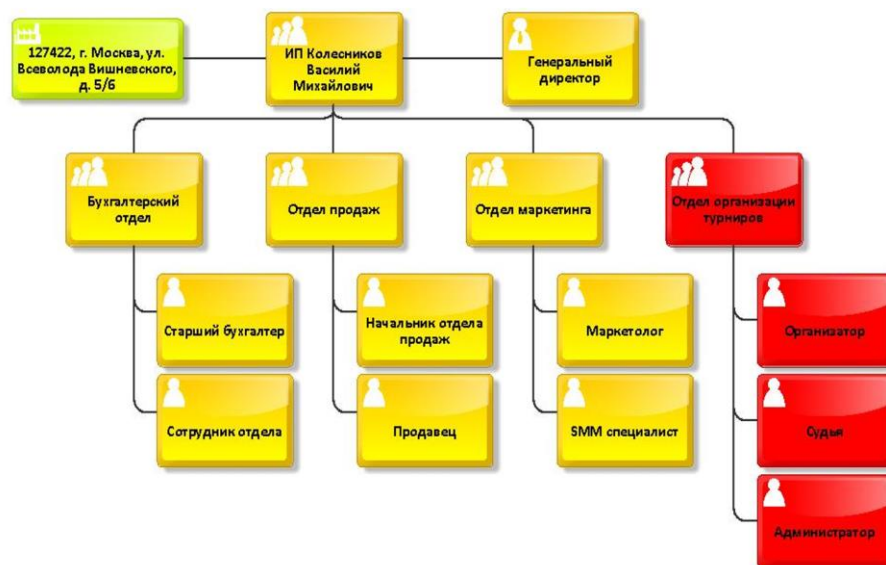 127422, г. Москва, ул.
Всеволода Вишневского,
д. 5/6
ИП Колесников
Василий
Михайлович
Генеральный
директор
Бухгалтерский
отдел
Отдел продаж
Отдел маркетинга
Отдел организации
турниров
Старший бухгалтер
Начальник отдела
продаж
Маркетолог
Организатор
Сотрудник отдела
Продавец
SMM специалист
Судья
Администратор